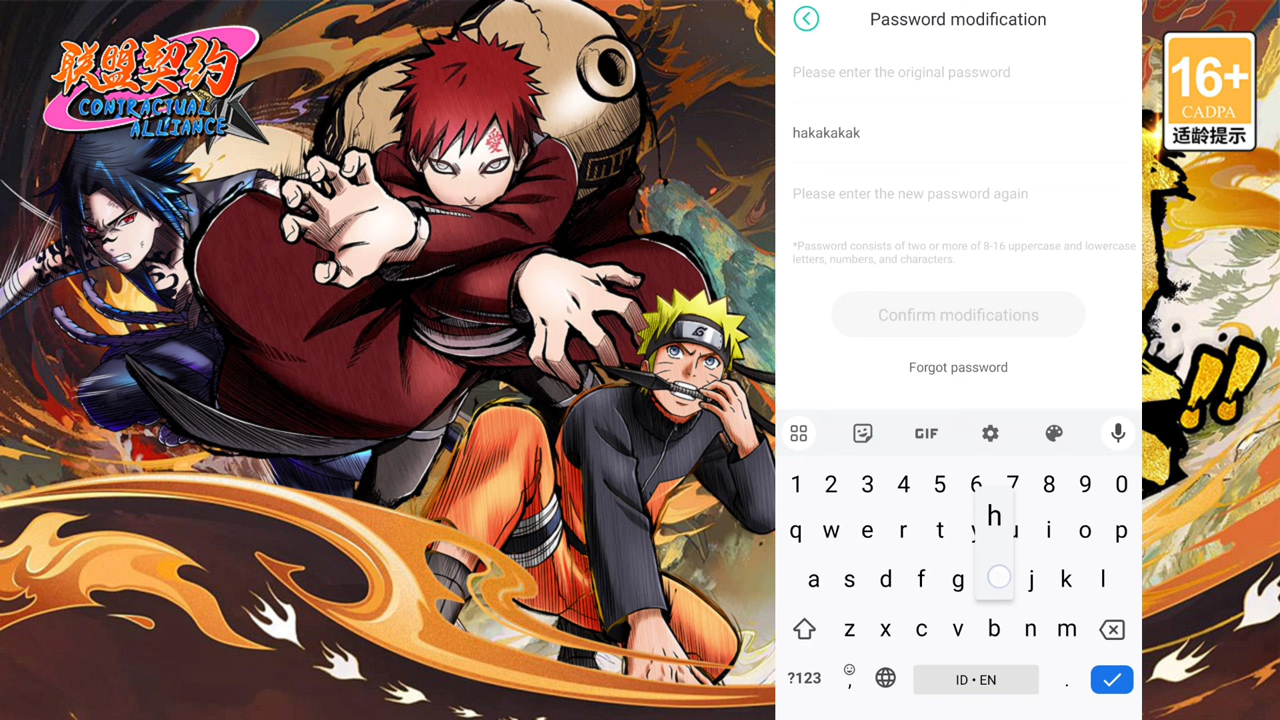 联盟契约
CONTRACTUAL
ALLIANCE
愛
Password modification
Please enter the original password
hakakakak
Please enter the new password again
*Password consists of two or more of 8-16 uppercase and lowercase
letters, numbers, and characters.
Confirm modifications
Forgot password
GIF
1 2 3 4 5 6 7 8 9 0
h
q w e r t y u i o p
a s d f g j k l
z x c v b n m
?123 , ID • EN .
16+
CADPA
适龄提示
!!